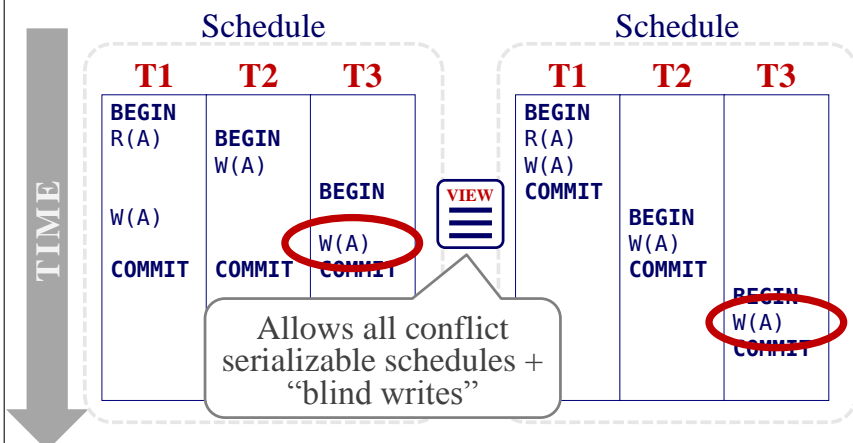 Schedule
T1 T2 T3
BEGIN
R(A) BEGIN
W(A)
BEGIN
W(A)
W(A)
COMMIT COMMIT COMMIT
TIME
VIEW
Allows all conflict
serializable schedules +
“blind writes”
Schedule
T1 T2 T3
BEGIN
R(A)
W(A)
COMMIT
BEGIN
W(A)
COMMIT
BEGIN
W(A)
COMMIT